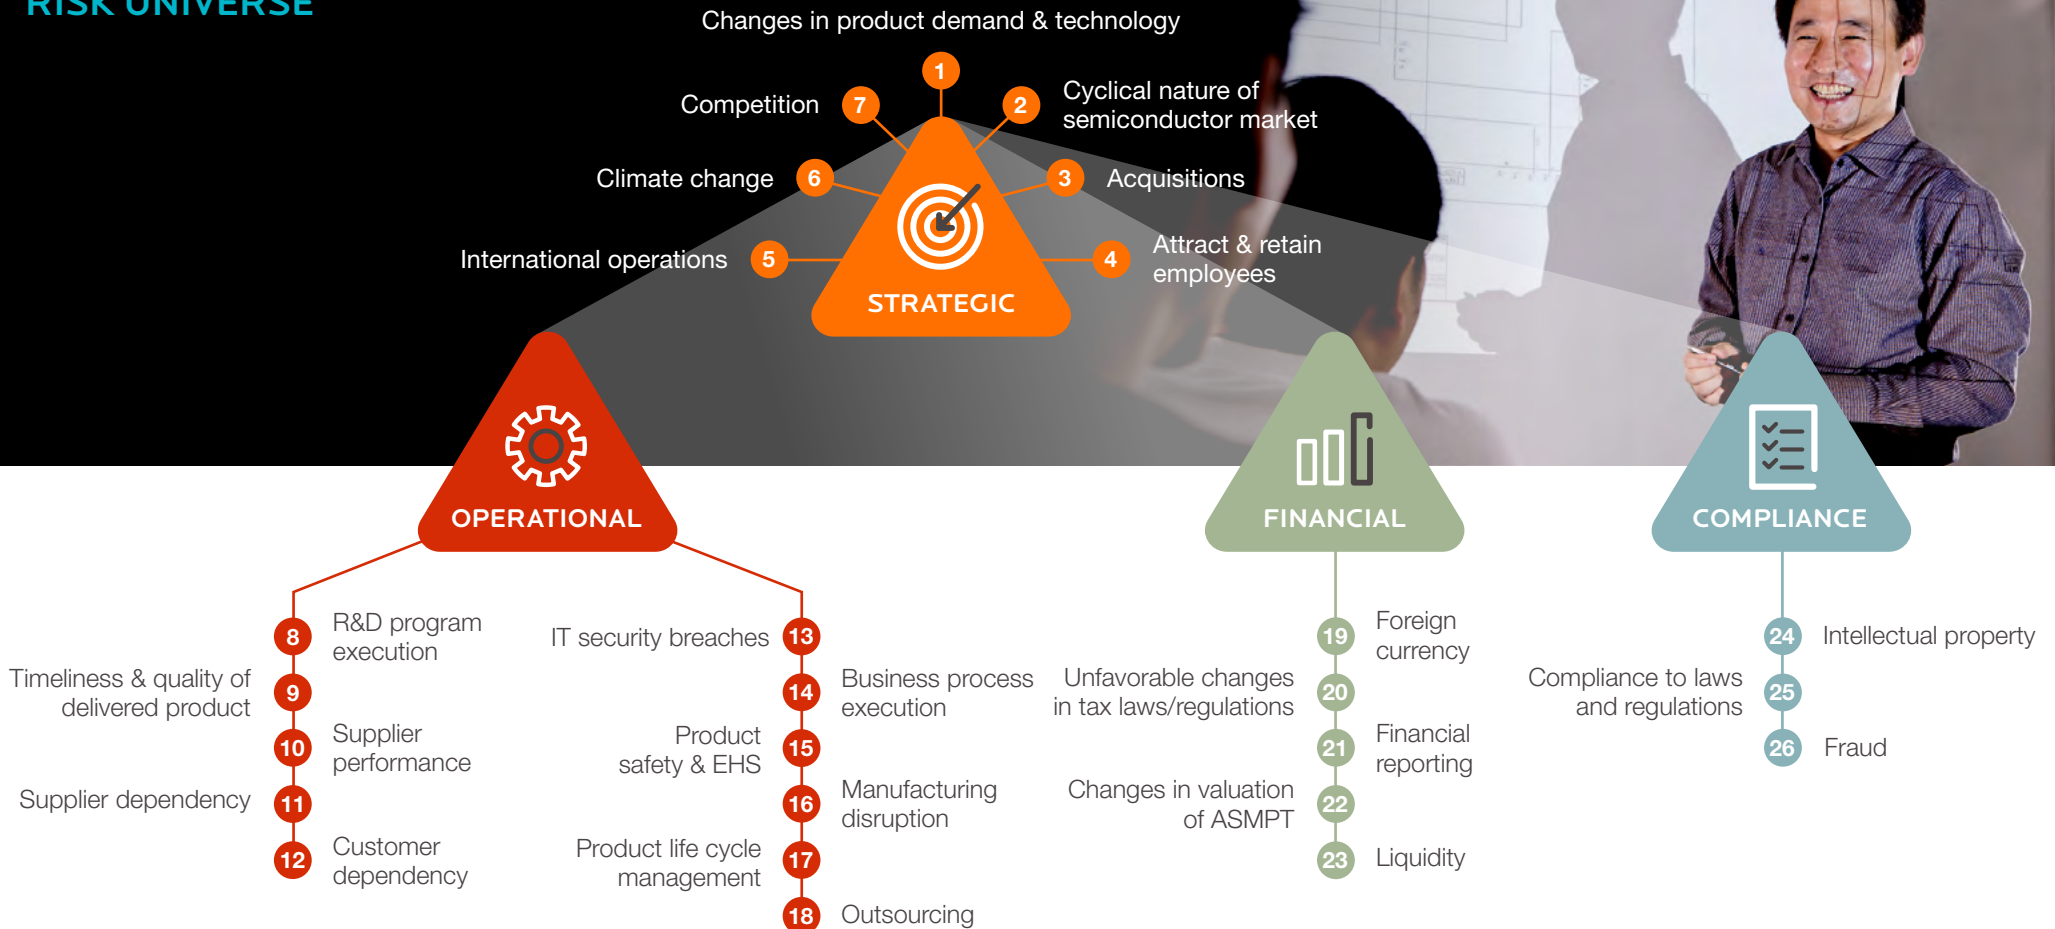 RISK UNIVERSE
Changes in product demand & technology
1
Competition
7
2
Cyclical nature of
semiconductor market
Climate change
6
3
Acquisitions
International operations
5
4
Attract & retain
employees
STRATEGIC
OPERATIONAL
8
R&D program
execution
Timeliness & quality of
delivered product
9
10
Supplier
performance
Supplier dependency
11
12
Customer
dependency
IT security breaches
13
14
Business process
execution
Product
safety & EHS
15
16
Manufacturing
disruption
Product life cycle
management
17
18
Outsourcing
FINANCIAL
19
Foreign
currency
Unfavorable changes
in tax laws/regulations
20
21
Financial
reporting
Changes in valuation
of ASMPT
22
23
Liquidity
COMPLIANCE
24
Intellectual property
Compliance to laws
and regulations
25
26
Fraud